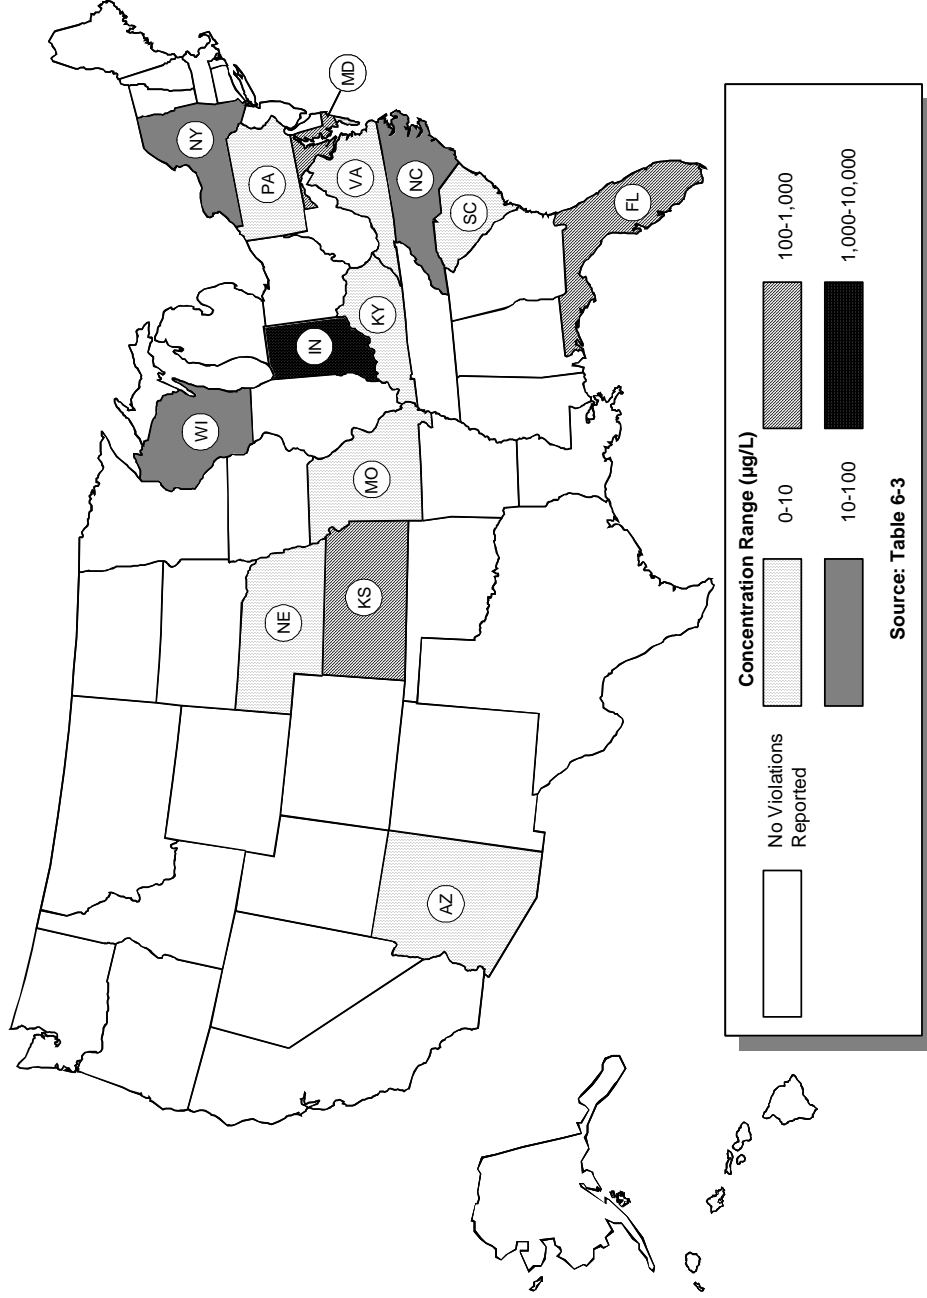 WI
NY
MD
PA
IN
NE
MO
KY
VA
KS
NC
AZ
SC
FL
Concentration Range (µg/L)
No Violations
Reported
0-10
100-1,000
10-100
1,000-10,000
Source: Table 6-3